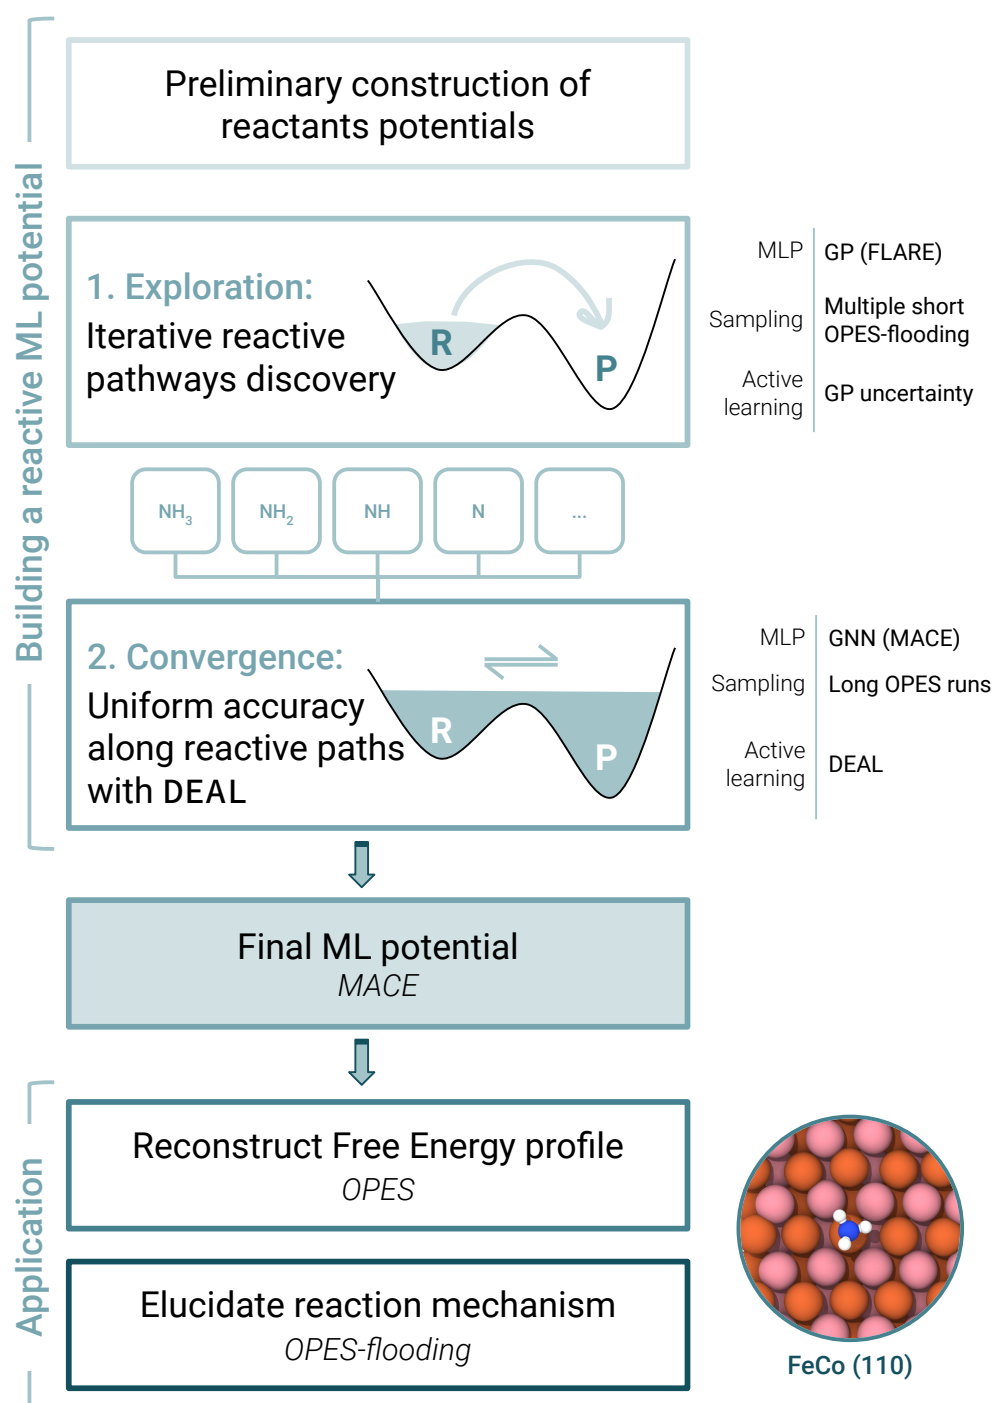 Building a reactive ML potential
Preliminary construction of
reactants potentials
1. Exploration:
Iterative reactive
pathways discovery
R
P
MLP
GP (FLARE)
Sampling
Multiple short
OPES-flooding
Active
learning
GP uncertainty
NH3
NH2
NH
N
...
2. Convergence:
Uniform accuracy
along reactive paths
with DEAL
R
P
MLP
GNN (MACE)
Sampling
Long OPES runs
Active
learning
DEAL
Final ML potential
MACE
Application
Reconstruct Free Energy profile
OPES
Elucidate reaction mechanism
OPES-flooding
FeCo (110)